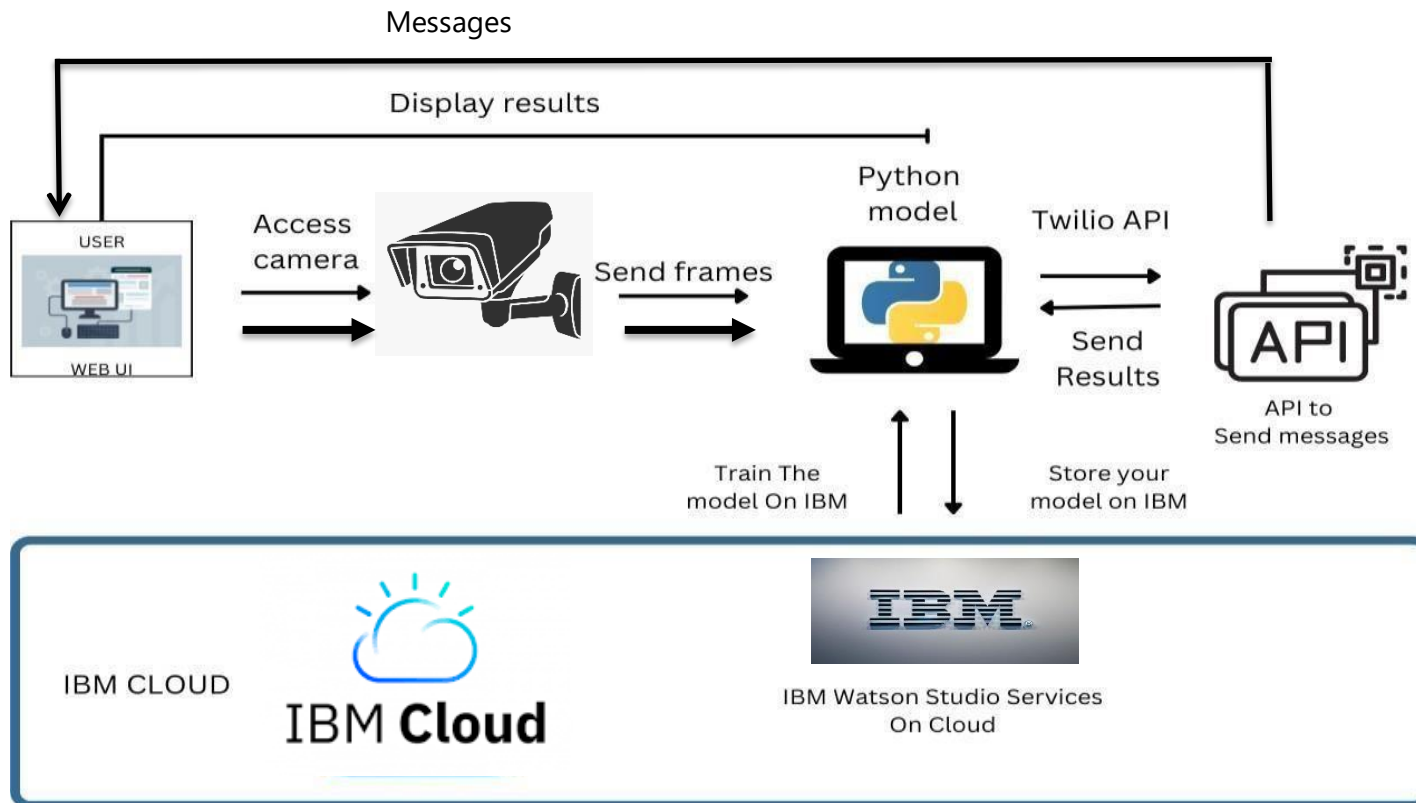 Messages
Display results
USER
WEB UI
Access
camera
Send frames
Python
model
Twilio API
Send
Results
API
API to
Send messages
Train The
model On IBM
Store your
model on IBM
IBM CLOUD
IBM Cloud
IBM®
IBM Watson Studio Services
On Cloud